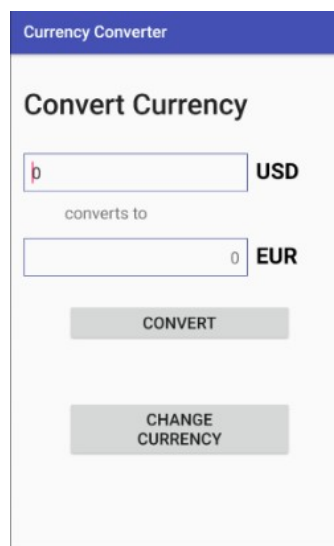 Currency Converter
Convert Currency
0 USD
converts to
0 EUR
CONVERT
CHANGE
CURRENCY